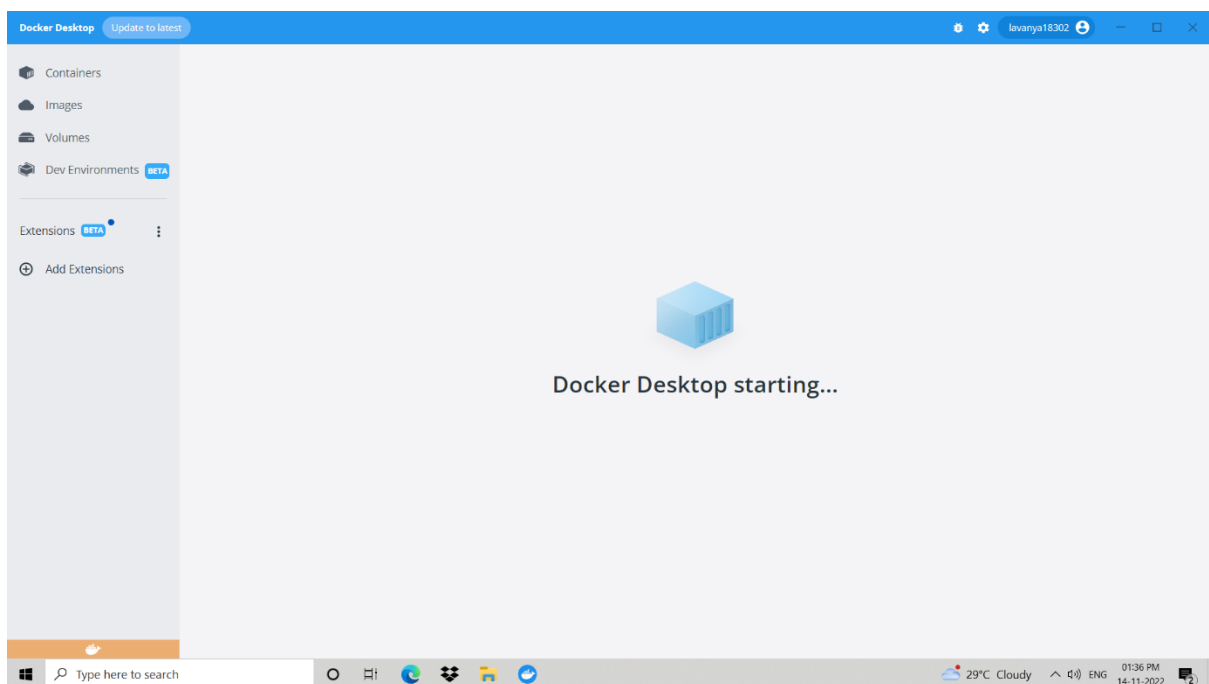 Docker Desktop Update to latest lavanya18302
Containers
Images
Volumes
Dev Environments BETA
Extensions BETA
Add Extensions
Docker Desktop starting...
Type here to search 29°C Cloudy ENG 01:36 PM
14-11-2022 2